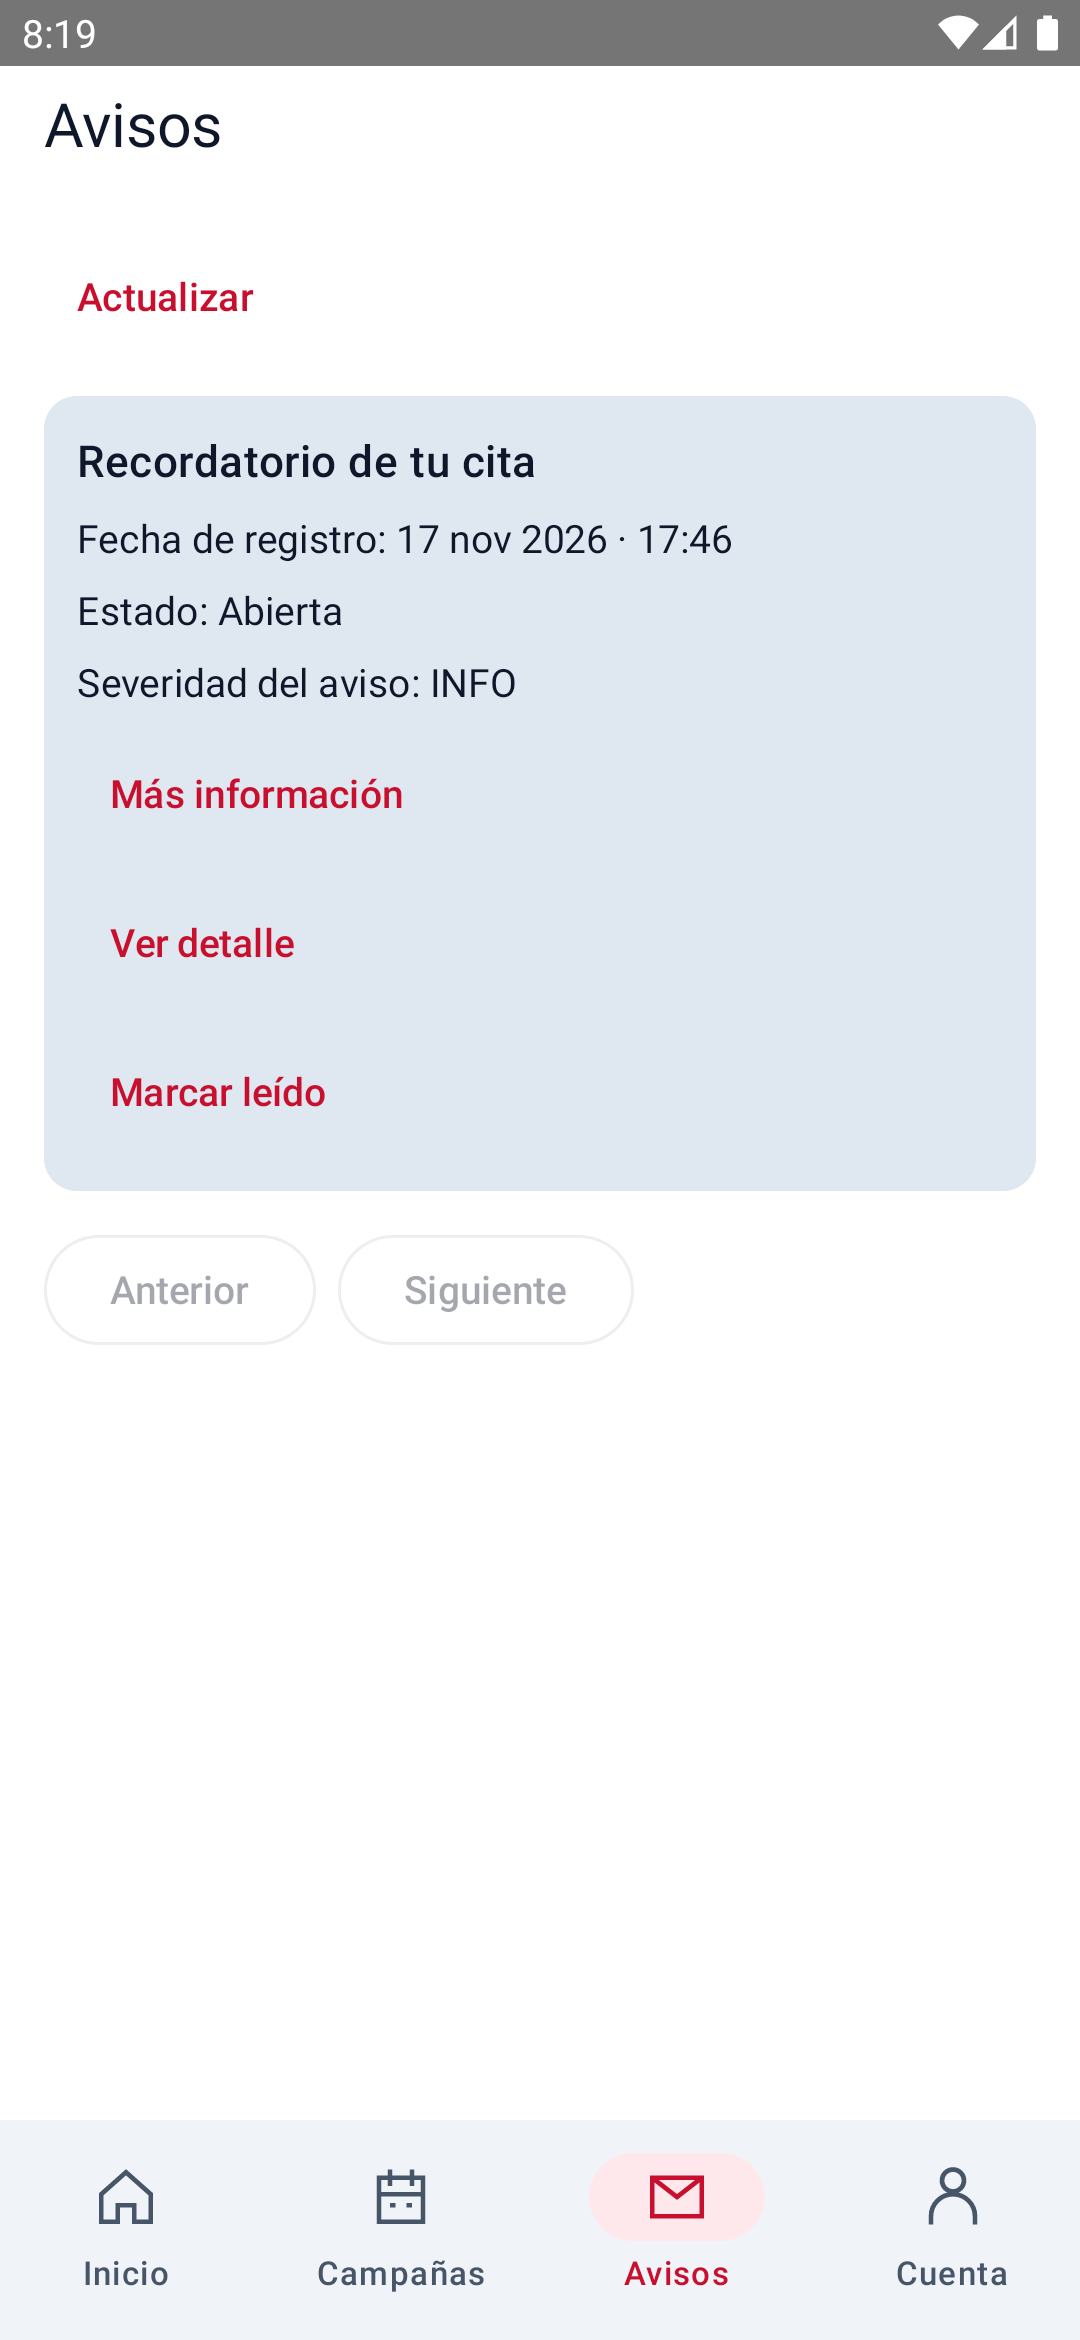 8:19
Avisos
Actualizar
Recordatorio de tu cita
Fecha de registro: 17 nov 2026 · 17:46
Estado: Abierta
Severidad del aviso: INFO
Más información
Ver detalle
Marcar leído
Anterior Siguiente
Inicio Campañas Avisos Cuenta